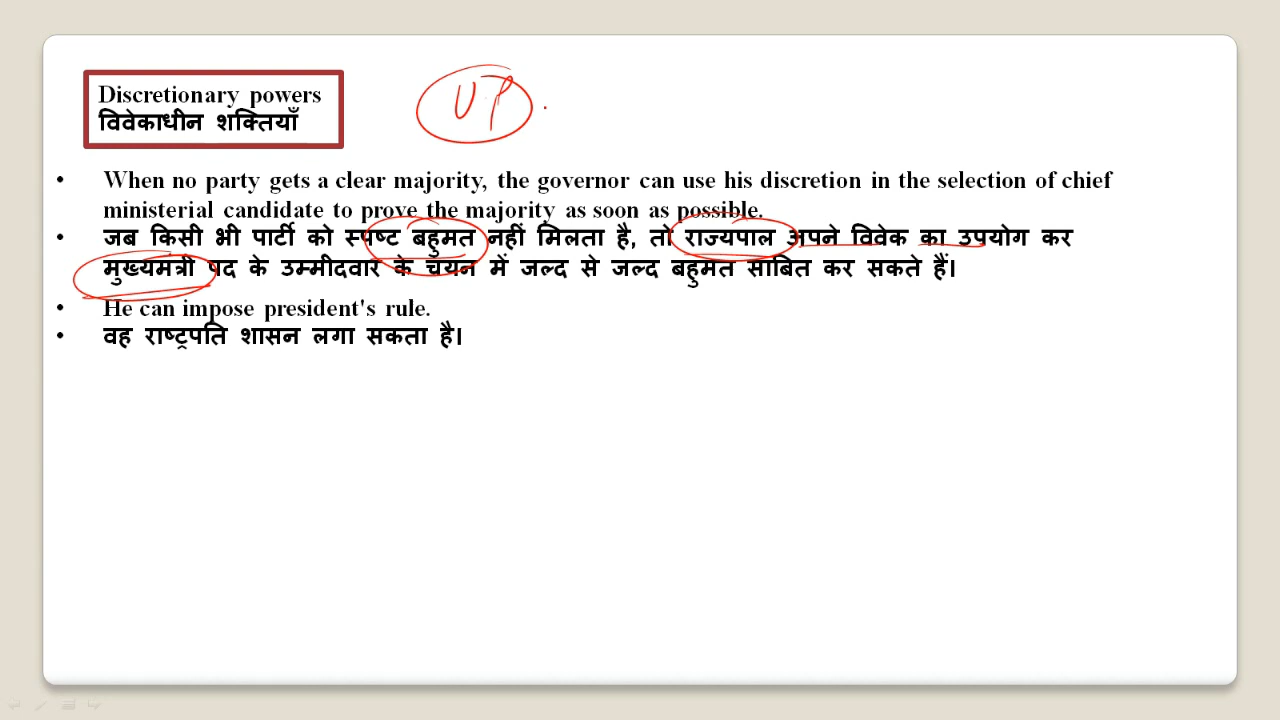 Discretionary powers
विवेकाधीन शक्तियाँ
UP
• When no party gets a clear majority, the governor can use his discretion in the selection of chief
ministerial candidate to prove the majority as soon as possible.
• जब किसी भी पार्टी को स्पष्ट बहुमत नहीं मिलता है, तो राज्यपाल अपने विवेक का उपयोग कर
मुख्यमंत्री पद के उम्मीदवार के चयन में जल्द से जल्द बहुमत साबित कर सकते हैं।
• He can impose president's rule.
• वह राष्ट्रपति शासन लगा सकता है।